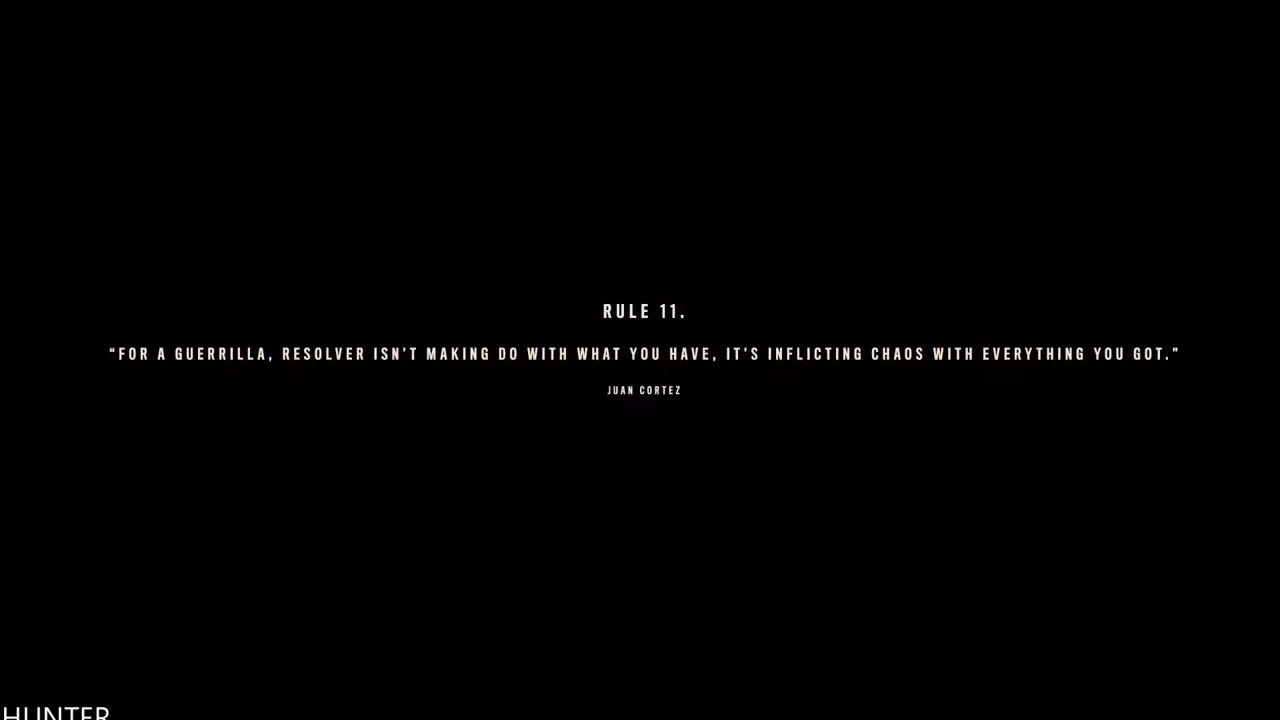 RULE 11.
“FOR A GUERRILLA, RESOLVER ISN'T MAKING DO WITH WHAT YOU HAVE, IT'S INFLICTING CHAOS WITH EVERYTHING YOU GOT.”
JUAN CORTEZ
HUNTER